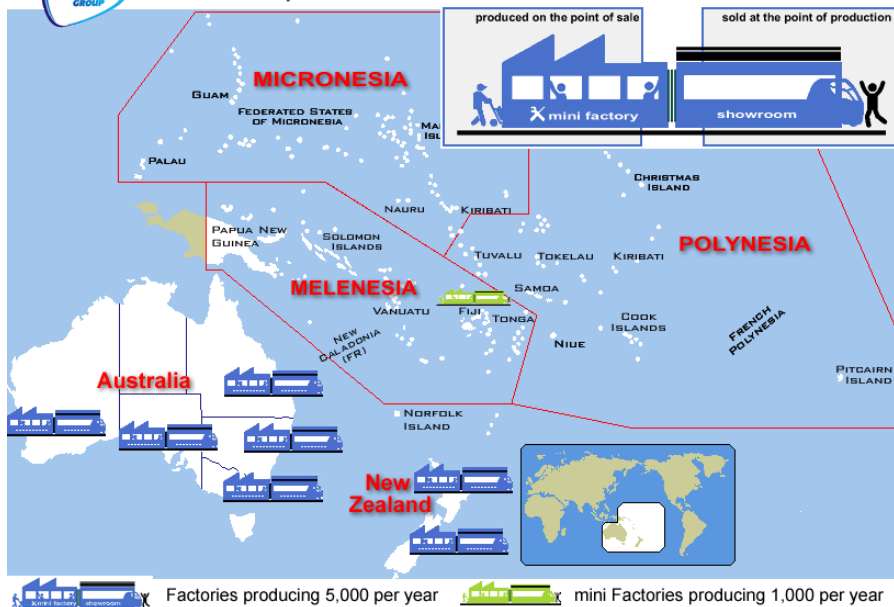 GROUP
produced on the point of sale
sold at the point of production
mini factory
showroom
MICRONESIA
GUAM
FEDERATED STATES
OF MICRONESIA
PALAU
CHRISTMAS
ISLAND
NAURU
KIRIBATI
PAPUA NEW
GUINEA
SOLOMON
ISLANDS
POLYNESIA
TUVALU
TOKELAU
KIRIBATI
MELENESIA
SAMOA
VANUATU
FIJI
TONGA
COOK
ISLANDS
NIUE
FRENCH
POLYNESIA
NEW
CALADONIA
(FR)
PITCAIRN
ISLAND
Australia
NORFOLK
ISLAND
New
Zealand
mini factory
showroom
Factories producing 5,000 per year
mini Factories producing 1,000 per year